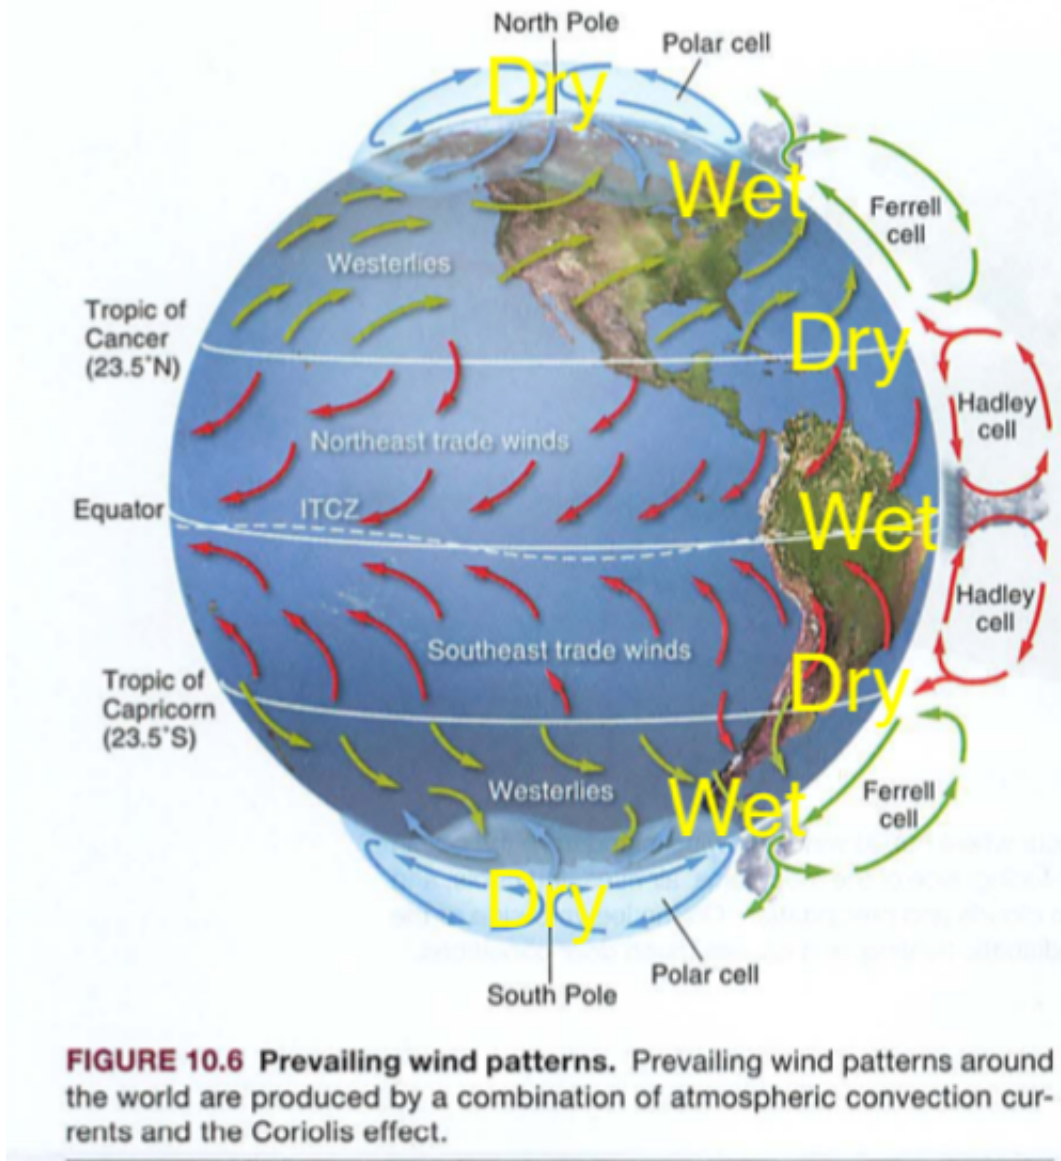 North Pole
Polar cell
Dry
Wet
Ferrell
cell
Westerlies
Tropic of
Cancer
(23.5˚N)
Dry
Hadley
cell
Northeast trade winds
Equator
ITCZ
Wet
Hadley
cell
Southeast trade winds
Tropic of
Capricorn
(23.5˚S)
Dry
Westerlies
Wet
Ferrell
cell
Dry
Polar cell
South Pole
FIGURE 10.6 Prevailing wind patterns. Prevailing wind patterns around
the world are produced by a combination of atmospheric convection cur-
rents and the Coriolis effect.